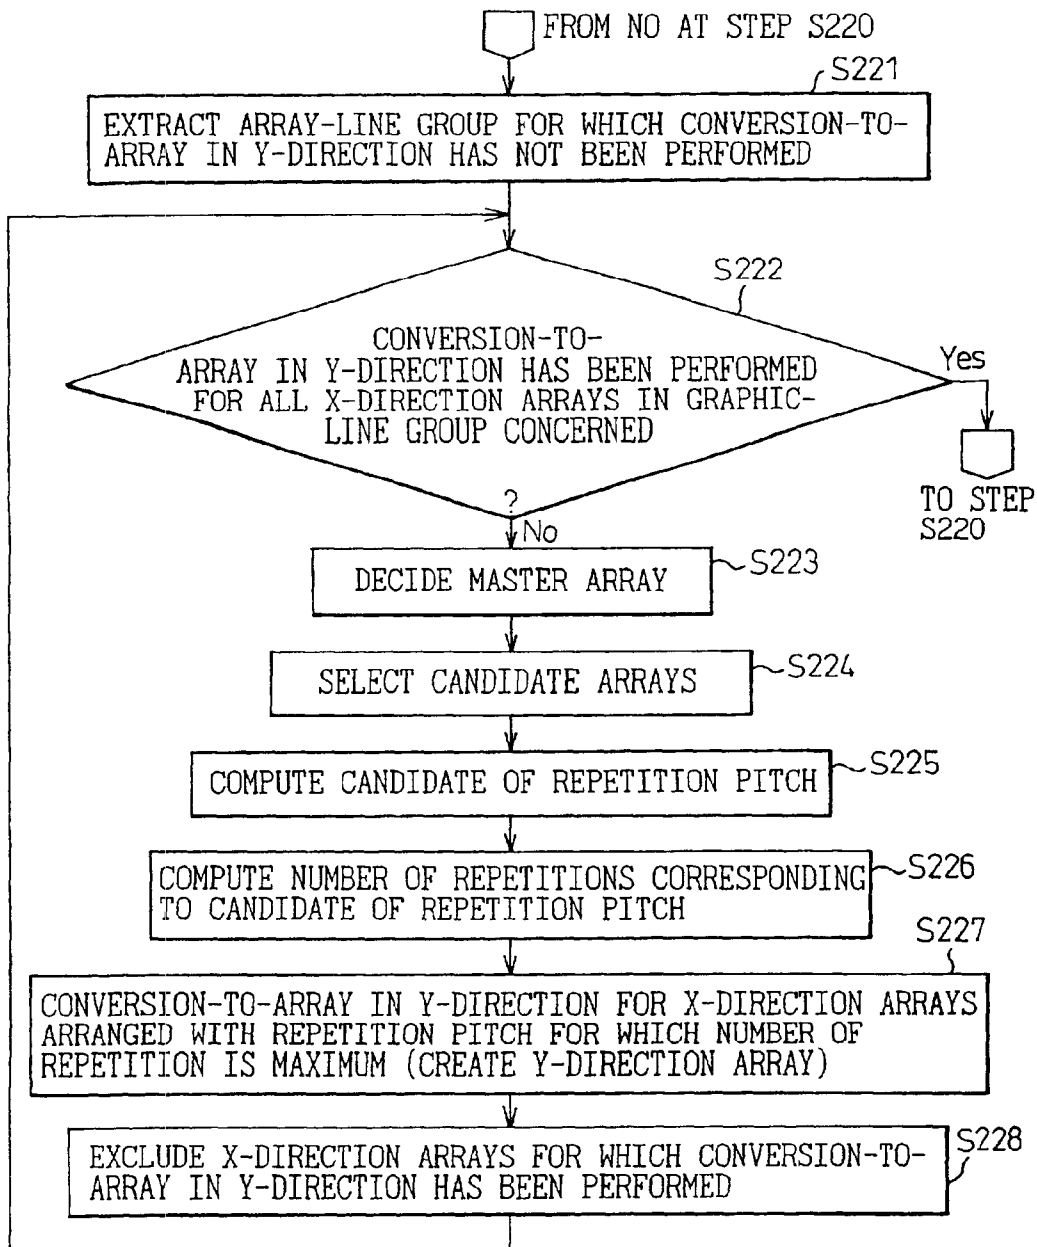 FROM NO AT STEP S220
S221
EXTRACT ARRAY-LINE GROUP FOR WHICH CONVERSION-TO-
ARRAY IN Y-DIRECTION HAS NOT BEEN PERFORMED
S222
CONVERSION-TO-
ARRAY IN Y-DIRECTION HAS BEEN PERFORMED
FOR ALL X-DIRECTION ARRAYS IN GRAPHIC-
LINE GROUP CONCERNED
?
Yes
TO STEP
S220
No
DECIDE MASTER ARRAY
S223
SELECT CANDIDATE ARRAYS
S224
COMPUTE CANDIDATE OF REPETITION PITCH
S225
COMPUTE NUMBER OF REPETITIONS CORRESPONDING
TO CANDIDATE OF REPETITION PITCH
S226
S227
CONVERSION-TO-ARRAY IN Y-DIRECTION FOR X-DIRECTION ARRAYS
ARRANGED WITH REPETITION PITCH FOR WHICH NUMBER OF
REPETITION IS MAXIMUM (CREATE Y-DIRECTION ARRAY)
S228
EXCLUDE X-DIRECTION ARRAYS FOR WHICH CONVERSION-TO-
ARRAY IN Y-DIRECTION HAS BEEN PERFORMED